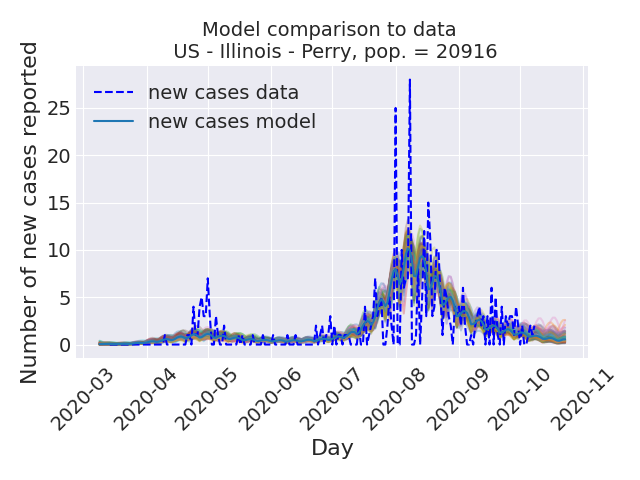 Model comparison to data
US - Illinois - Perry, pop. = 20916
Number of new cases reported
25
20
15
10
5
0
new cases data
new cases model
2020-03
2020-04
2020-05
2020-06
2020-07
2020-08
2020-09
2020-10
2020-11
Day